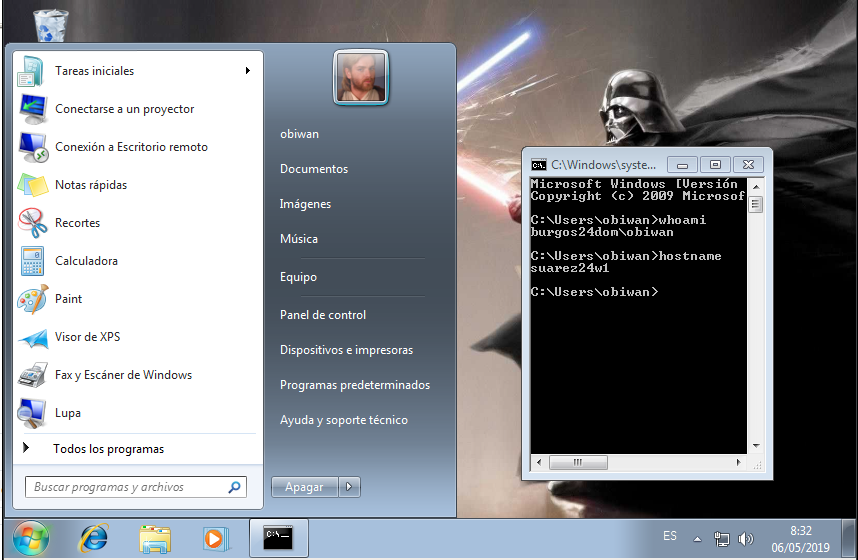 Tareas iniciales
Conectarse a un proyector
Conexión a Escritorio remoto
Notas rápidas
Recortes
Calculadora
Paint
Visor de XPS
Fax y Escáner de Windows
Lupa
Todos los programas
Buscar programas y archivos
obiwan
Documentos
Imágenes
Música
Equipo
Panel de control
Dispositivos e impresoras
Programas predeterminados
Ayuda y soporte técnico
Apagar
C:\Windows\syste...
Microsoft Windows [Versión
Copyright (c) 2009 Microsof
C:\Users\obiwan>whoami
burgos24dom\obiwan
C:\Users\obiwan>hostname
suarez24w1
C:\Users\obiwan>
ES
8:32
06/05/2019